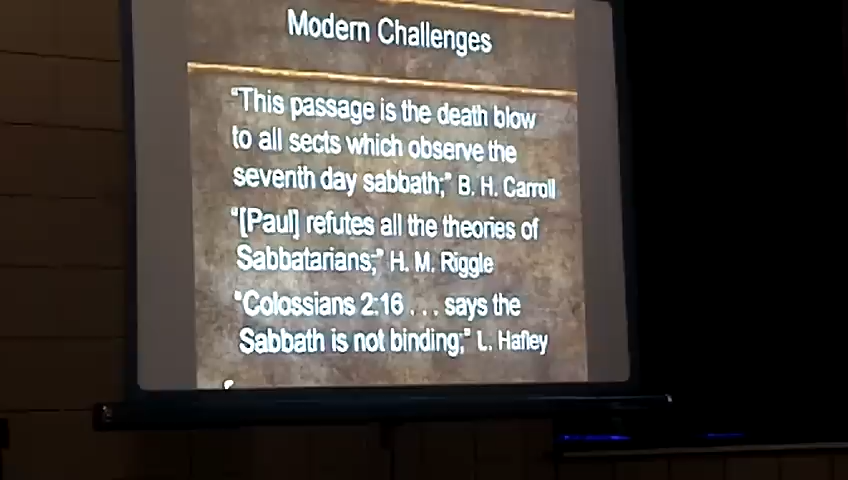 Modern Challenges
“This passage is the death blow
to all sects which observe the
seventh day sabbath;” B. H. Carroll
“[Paul] refutes all the theories of
Sabbatarians;” H. M. Riggle
“Colossians 2:16 . . . says the
Sabbath is not binding;” L. Hafley